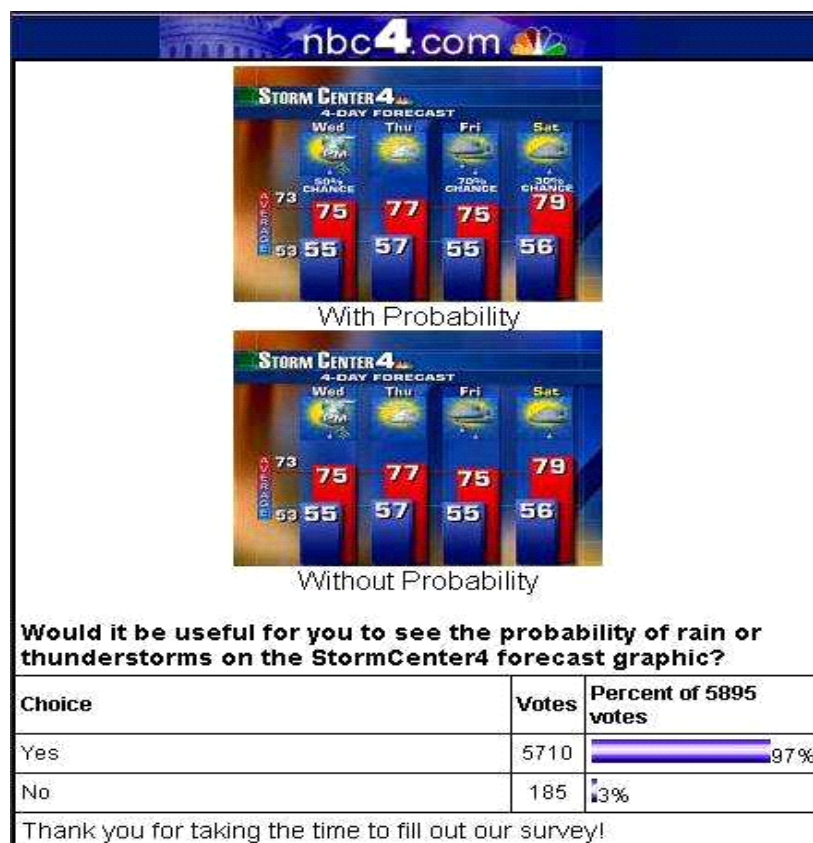 nbc4.com
STORM CENTER 4
4-DAY FORECAST
Wed Thu Fri Sat
PM
50% CHANCE 70% CHANCE 30% CHANCE
AVERAGE
73 75 77 75 79
53 55 57 55 56
With Probability
STORM CENTER 4
4-DAY FORECAST
Wed Thu Fri Sat
PM
AVERAGE
73 75 77 75 79
53 55 57 55 56
Without Probability
Would it be useful for you to see the probability of rain or
thunderstorms on the StormCenter4 forecast graphic?
Choice Votes Percent of 5895
votes
Yes 5710 97%
No 185 3%
Thank you for taking the time to fill out our survey!